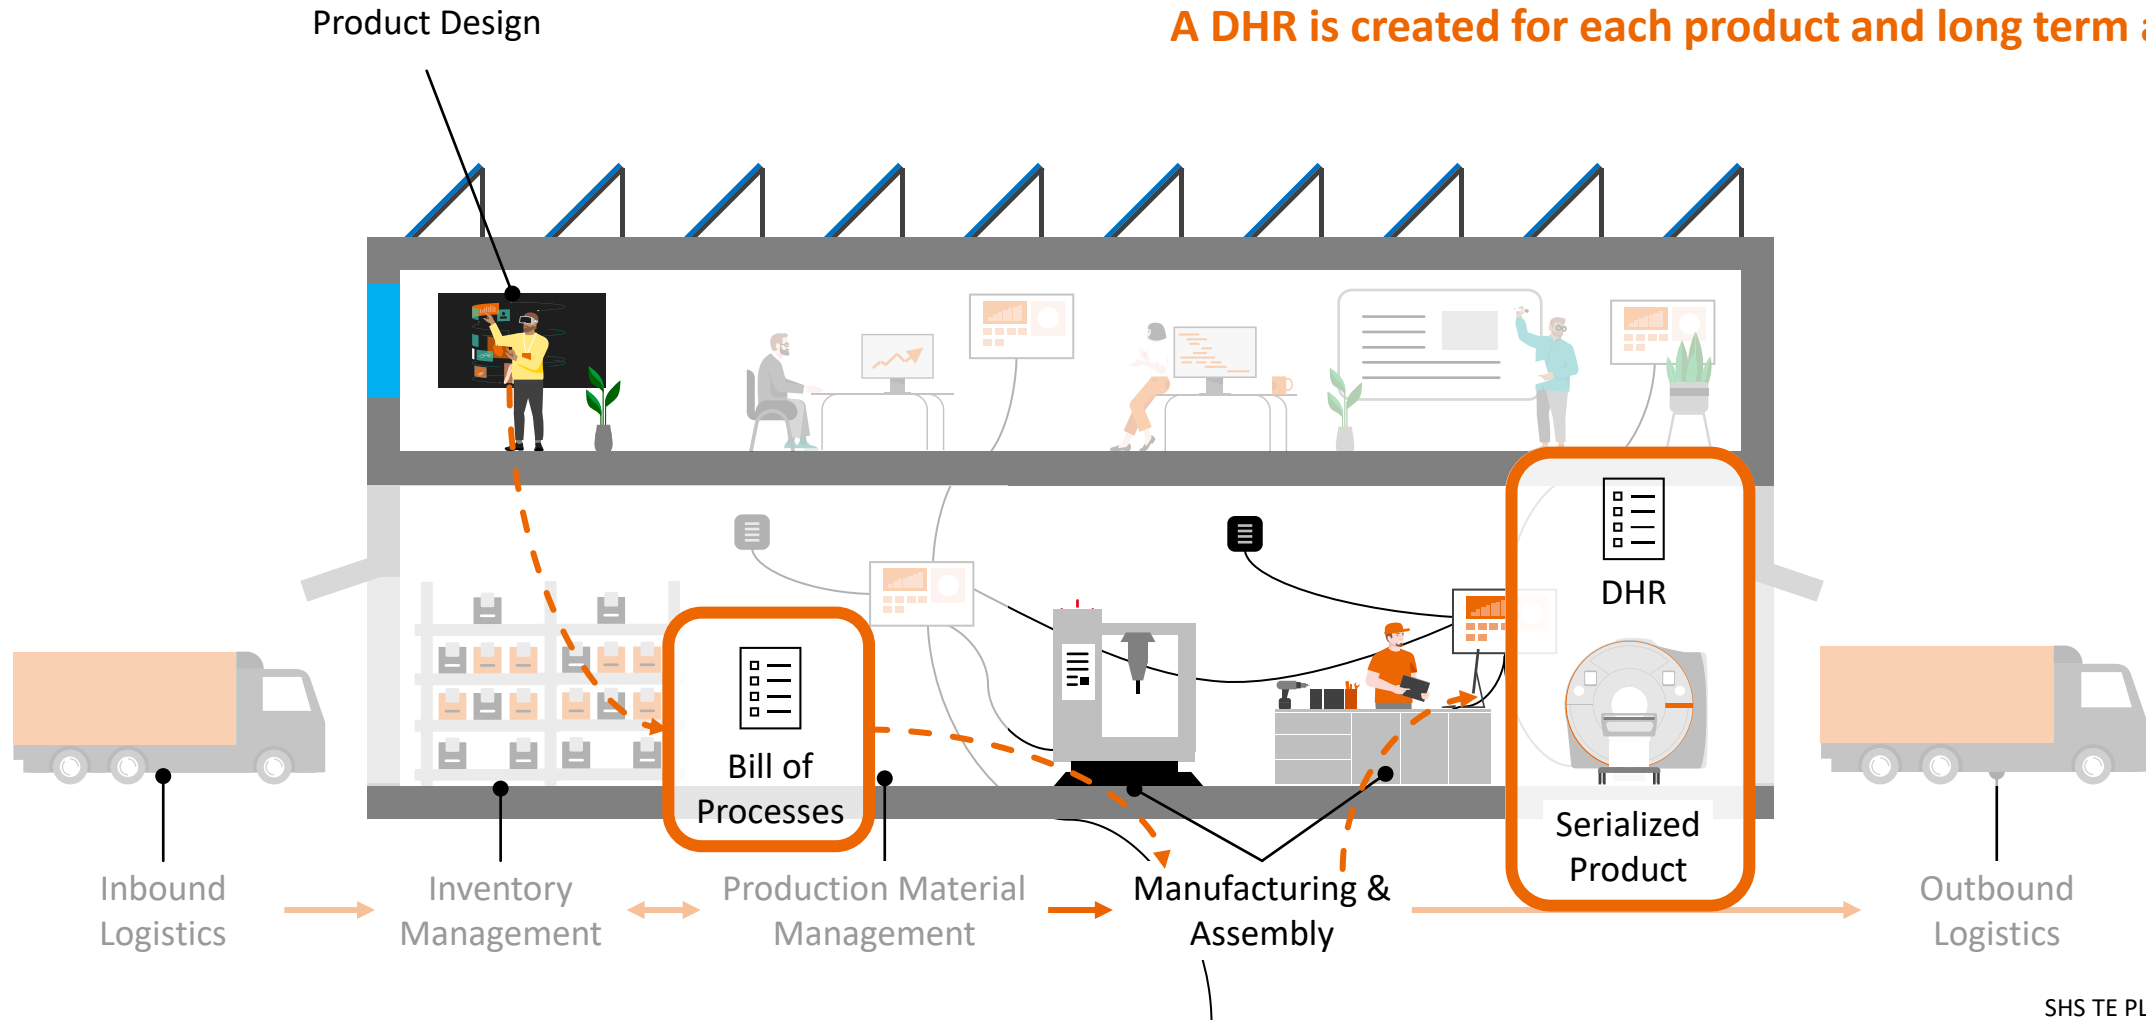 Product Design
A DHR is created for each product and long term
DHR
Bill of
Processes
Serialized
Product
Inbound
Logistics
Inventory
Management
Production Material
Management
Manufacturing &
Assembly
Outbound
Logistics
SHS TE